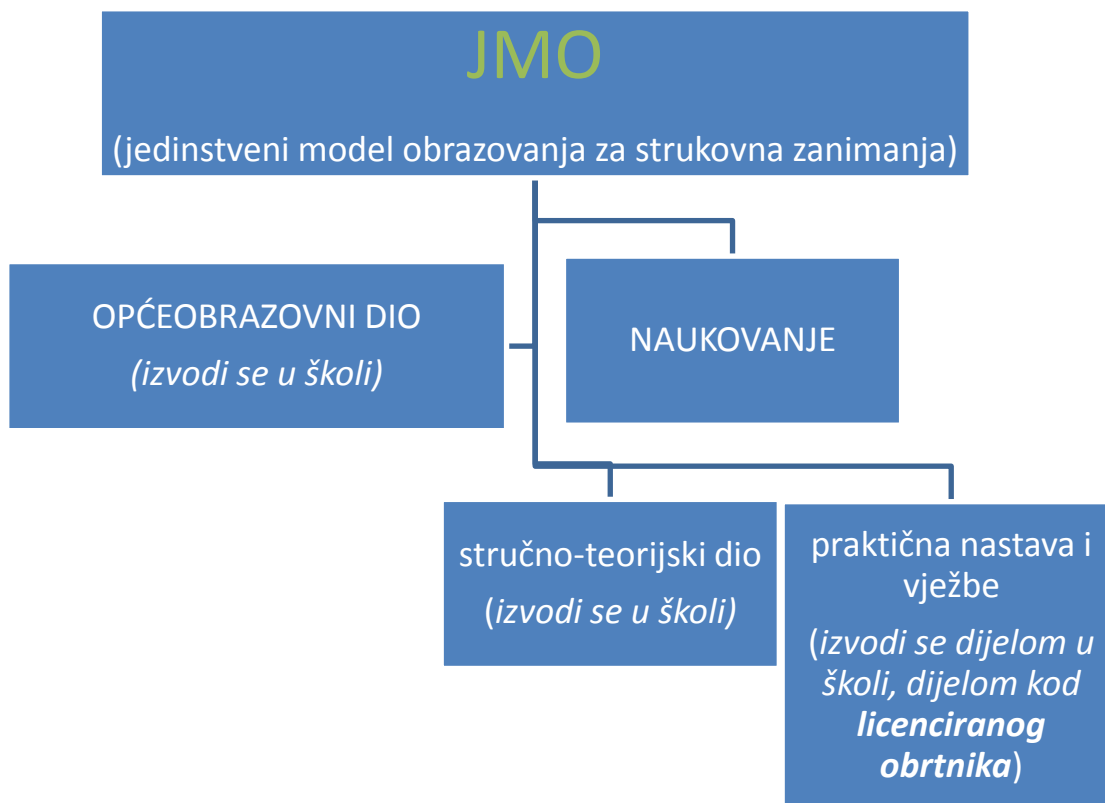 JMO
(jedinstveni model obrazovanja za strukovna zanimanja)
OPĆEOBRAZOVNI DIO
(izvodi se u školi)
NAUKOVANJE
stručno-teorijski dio
(izvodi se u školi)
praktična nastava i
vježbe
(izvodi se dijelom u
školi, dijelom kod
licenciranog
obrtnika)